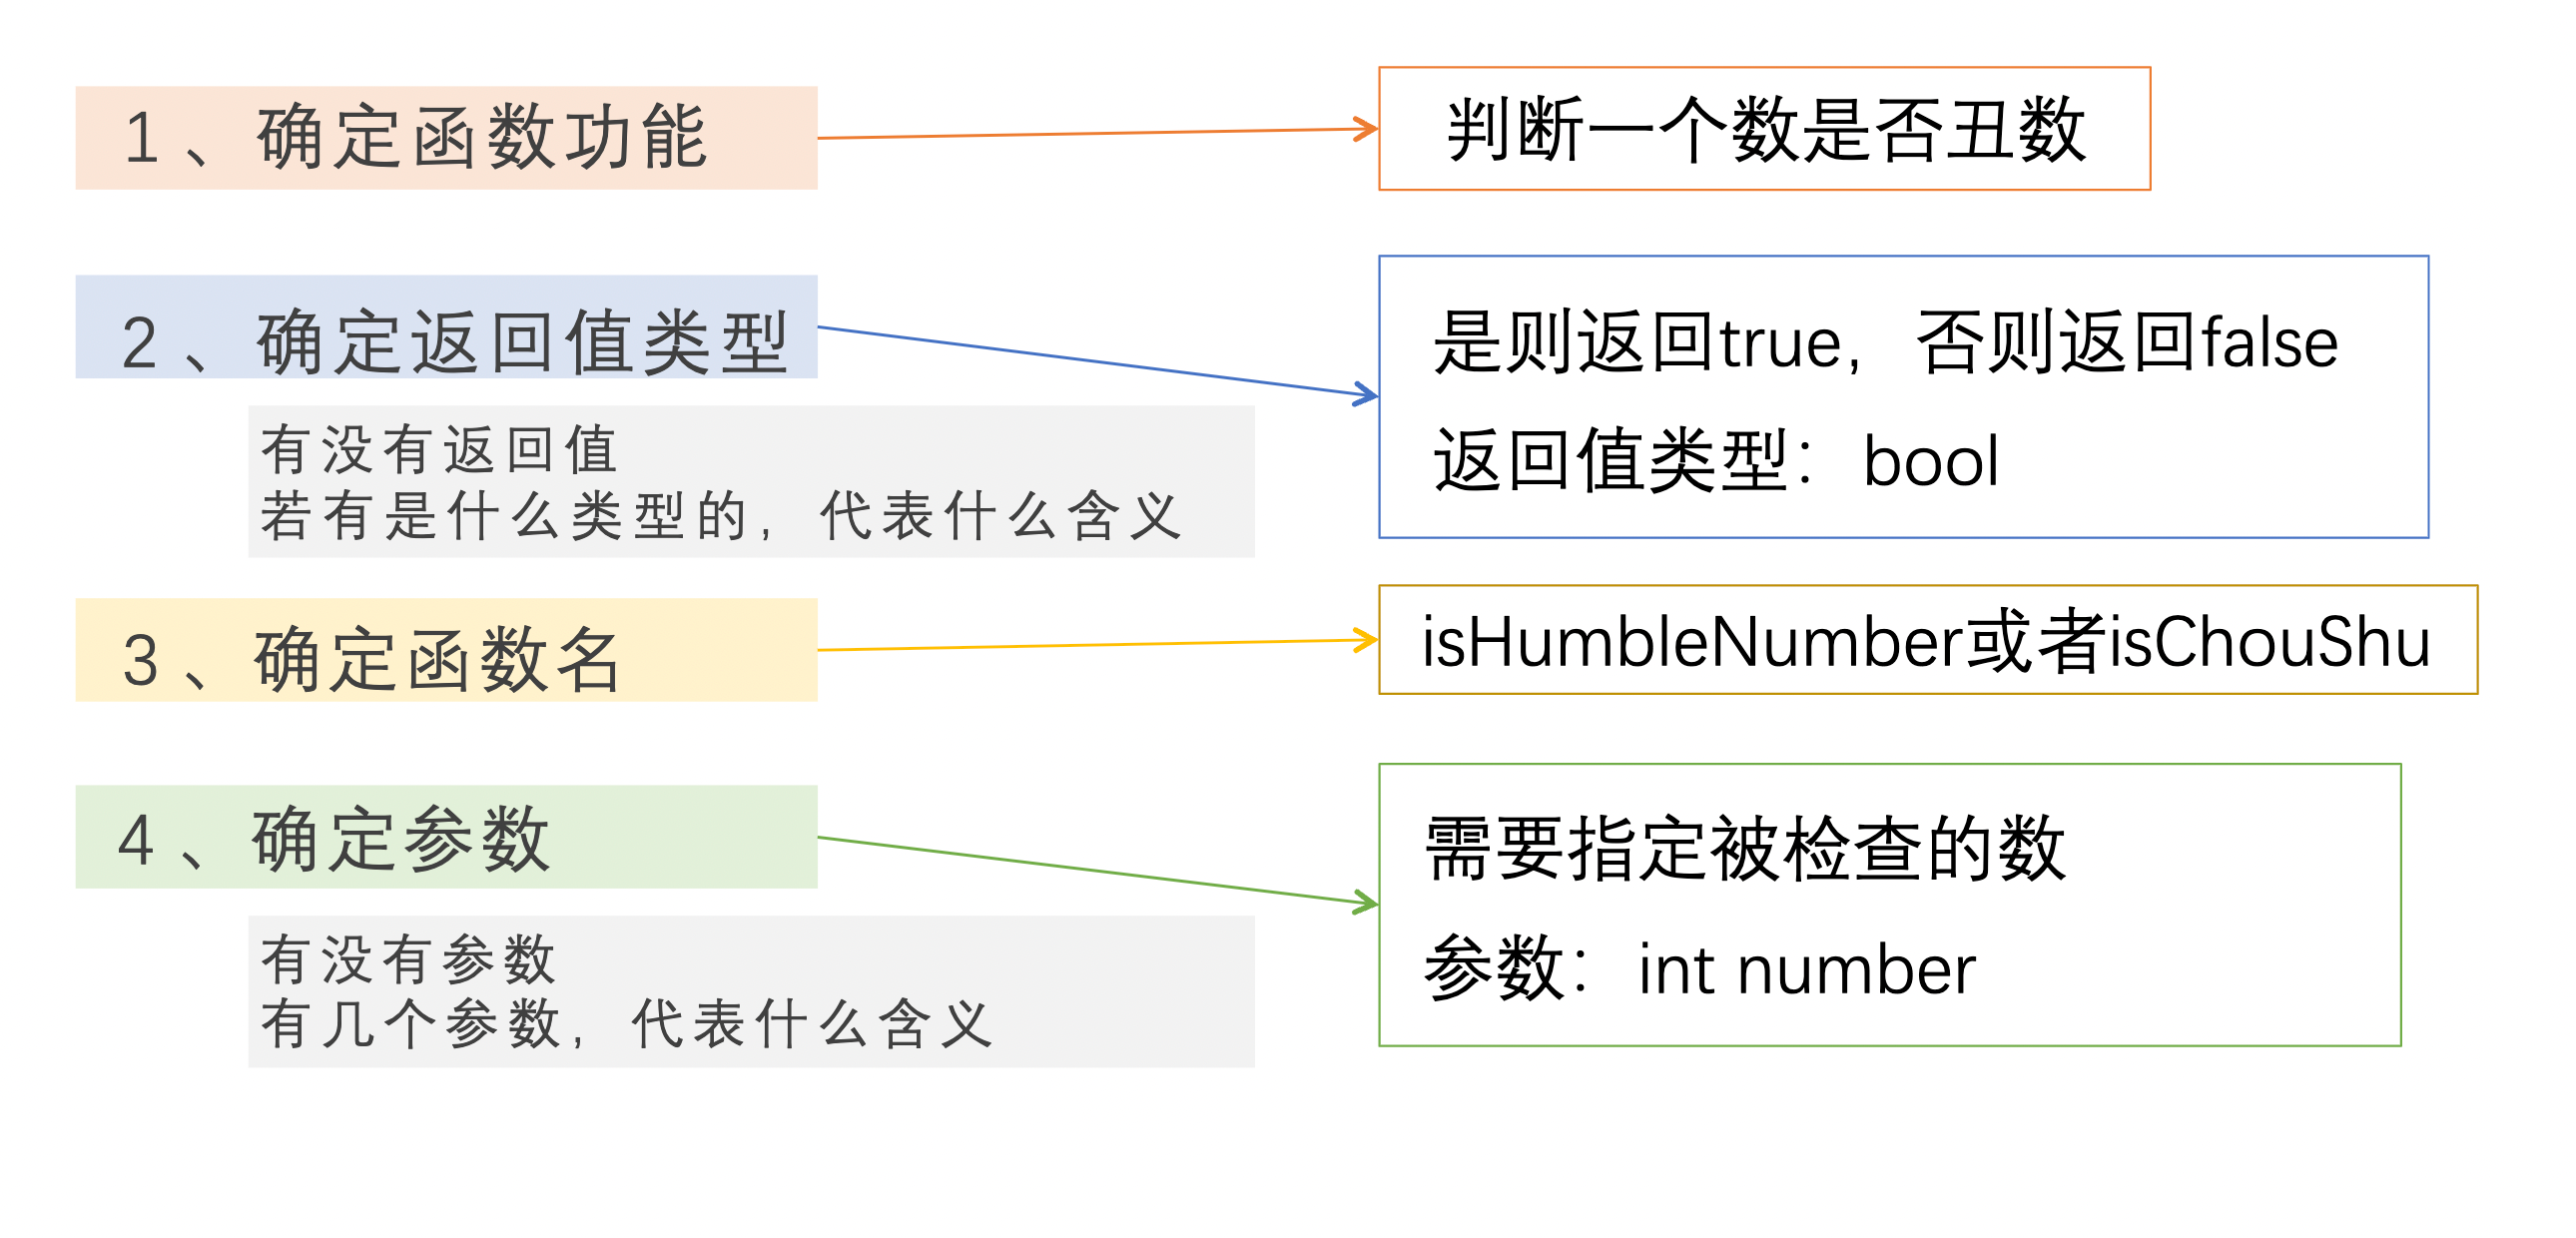 1、确定函数功能
判断一个数是否丑数
2、确定返回值类型
有没有返回值
若有是什么类型的，代表什么含义
是则返回true，否则返回false
返回值类型：bool
3、确定函数名
isHumbleNumber或者isChouShu
4、确定参数
有没有参数
有几个参数，代表什么含义
需要指定被检查的数
参数：int number